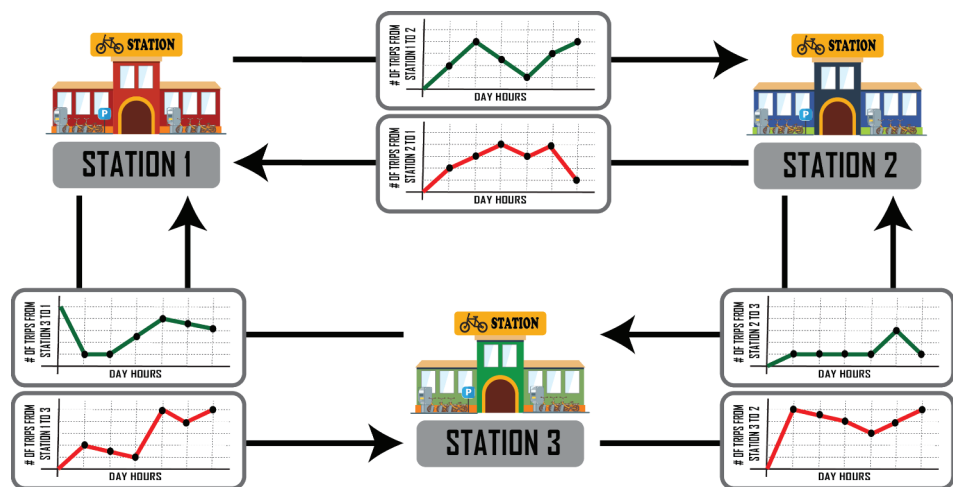 STATION
# OF TRIPS FROM
STATION 1 TO 2
DAY HOURS
STATION
P
P
STATION 1
# OF TRIPS FROM
STATION 2 TO 1
DAY HOURS
STATION 2
# OF TRIPS FROM
STATION 3 TO 1
DAY HOURS
STATION
P
# OF TRIPS FROM
STATION 2 TO 3
DAY HOURS
# OF TRIPS FROM
STATION 1 TO 3
DAY HOURS
STATION 3
# OF TRIPS FROM
STATION 3 TO 2
DAY HOURS